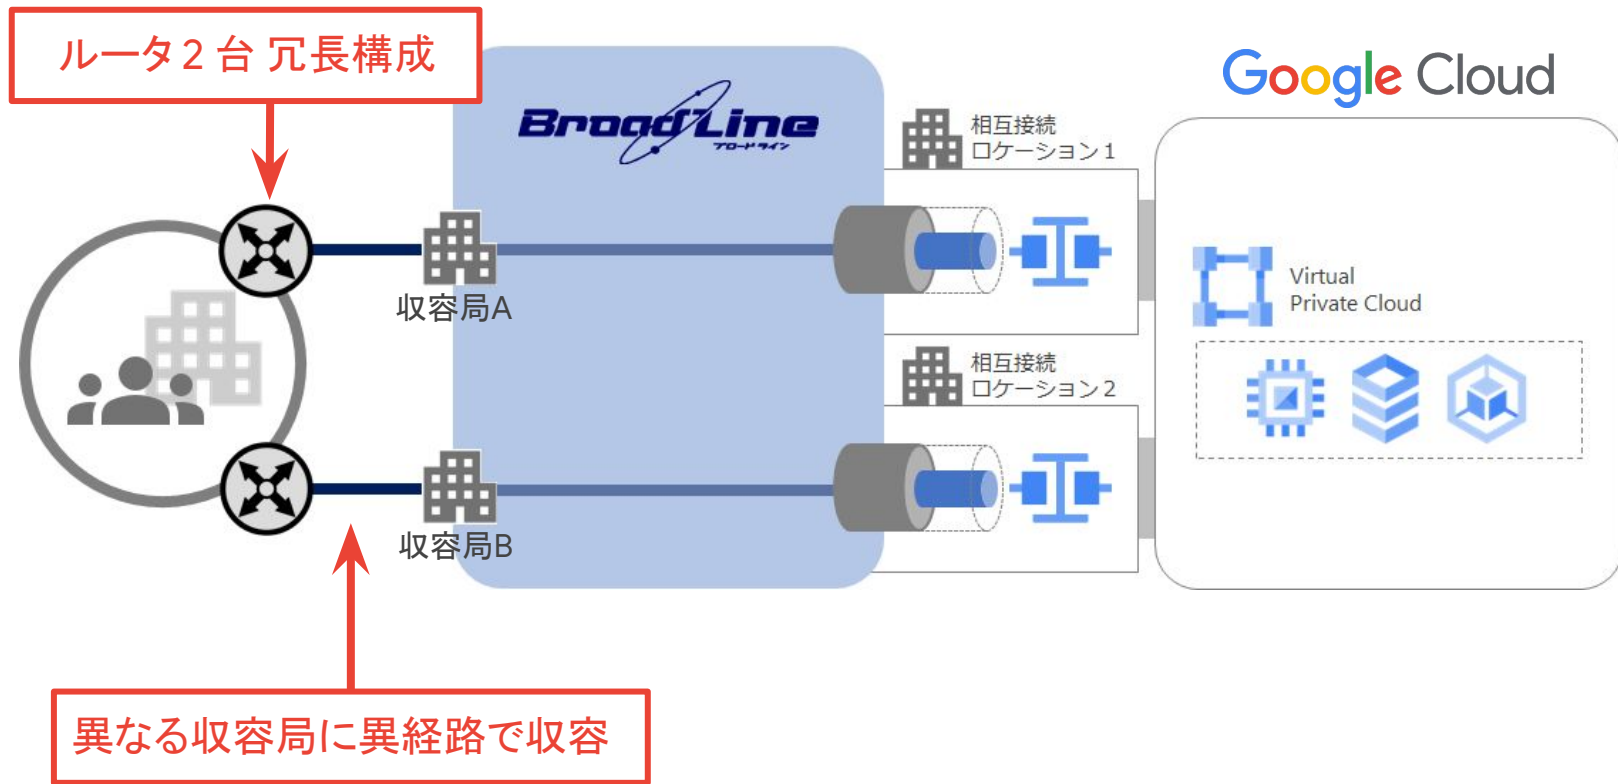 ルータ2 台 冗長構成
BroadLine
ブロードライン
Google Cloud
相互接続
ロケーション1
収容局A
Virtual
Private Cloud
相互接続
ロケーション2
収容局B
異なる収容局に異経路で収容